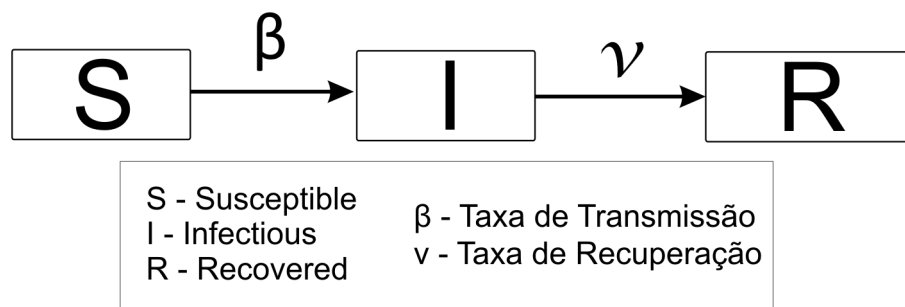 β
ν
S
I
R
S - Susceptible
I - Infectious
R - Recovered
β - Taxa de Transmissão
ν - Taxa de Recuperação